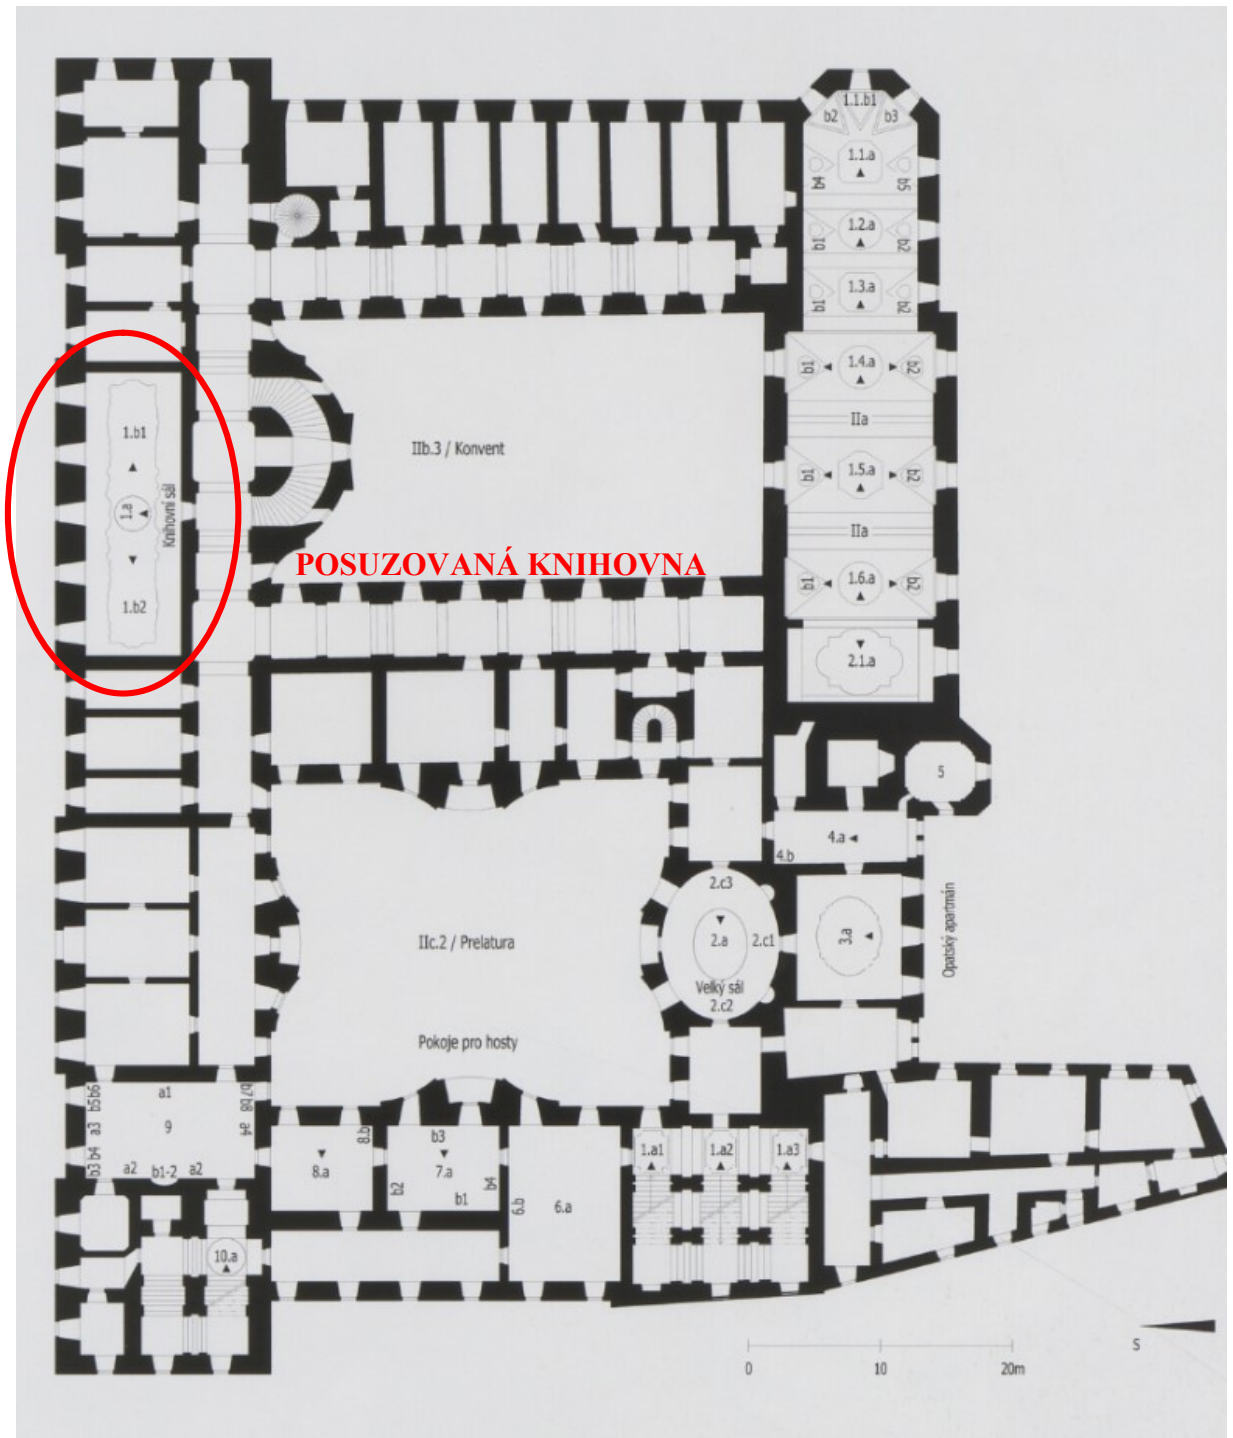 1.1.b1
b2
b3
1.1.a
b4
b5
1.2.a
b1
b2
1.3.a
b1
b2
b1
1.4.a
b2
IIa
b1
1.5.a
b2
IIa
b1
1.6.a
b2
2.1.a
1.b1
1.a
Knihovní sál
1.b2
IIb.3 / Konvent
POSUZOVANÁ KNIHOVNA
5
4.a
4.b
2.c3
2.a
2.c1
Velký sál
2.c2
3.a
Opatský apartmán
IIc.2 / Prelatura
Pokoje pro hosty
b5b6
a1
b7 b8
a3
9
a4
b3 b4
a2
b1-2
a2
8.b
8.a
b3
7.a
b2
b4
b1
6.b
6.a
1.a1
1.a2
1.a3
10.a
S
0
10
20m